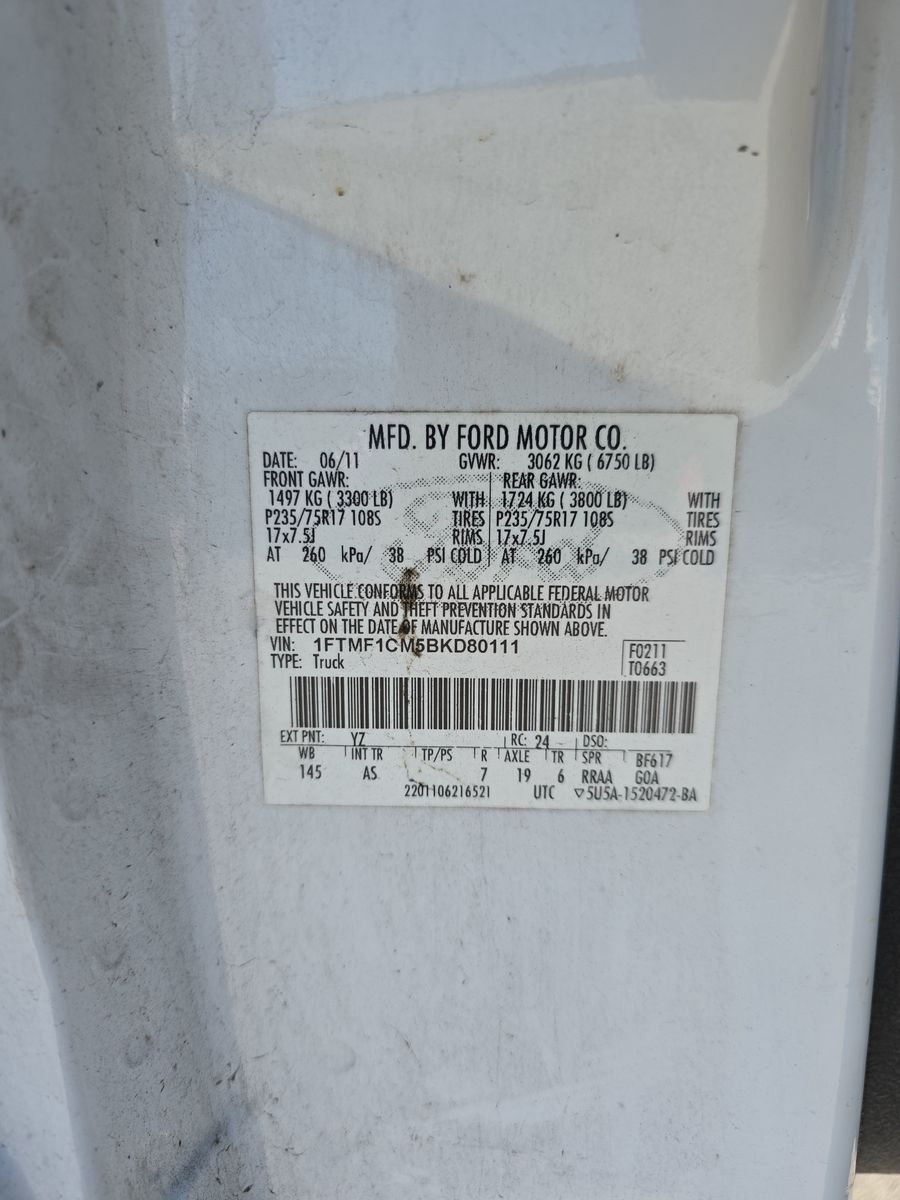 MFD. BY FORD MOTOR CO.
DATE: 06/11 GVWR: 3062 KG ( 6750 LB)
FRONT GAWR: REAR GAWR:
1497 KG ( 3300 LB) WITH 1724 KG ( 3800 LB) WITH
P235/75R17 108S TIRES P235/75R17 108S TIRES
17x7.5J RIMS 17x7.5J RIMS
AT 260 kPa/ 38 PSI COLD AT 260 kPa/ 38 PSI COLD
THIS VEHICLE CONFORMS TO ALL APPLICABLE FEDERAL MOTOR
VEHICLE SAFETY AND THEFT PREVENTION STANDARDS IN
EFFECT ON THE DATE OF MANUFACTURE SHOWN ABOVE.
VIN: 1FTMF1CM5BKD80111
TYPE: Truck
F0211
T0663
EXT PNT: YZ RC: 24 DSO:
WB INT TR TP/PS R AXLE TR SPR BF617
145 AS 7 19 6 RRAA GOA
2201106216521 UTC ▽5U5A-1520472-BA